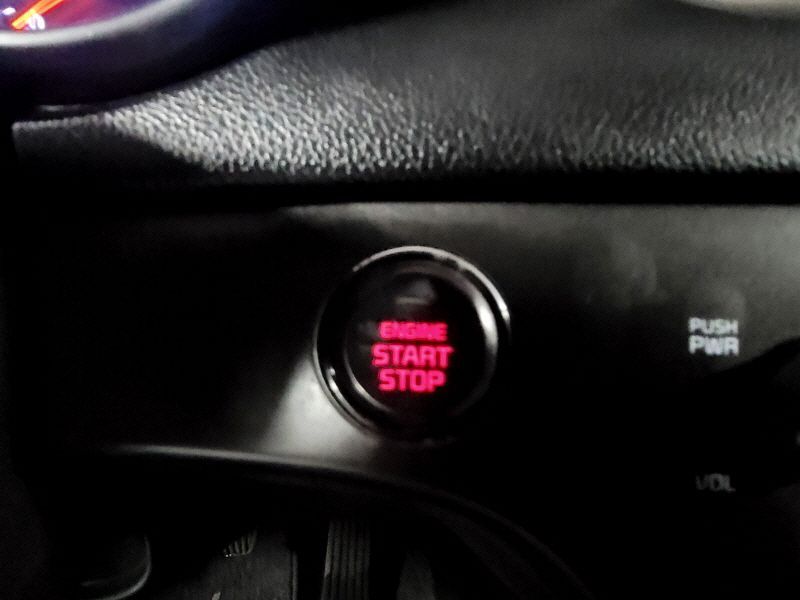 ENGINE
START
STOP
PUSH
PWR
VOL